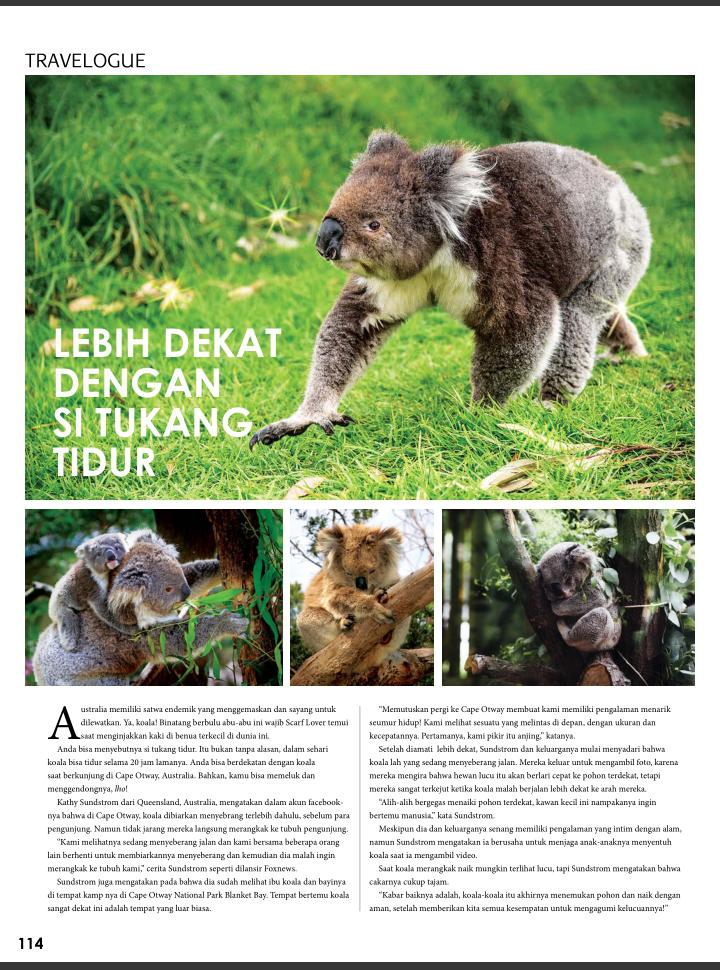 TRAVELOGUE
LEBIH DEKAT
DENGAN
SI TUKANG
TIDUR
Australia memiliki satwa endemik yang menggemaskan dan sayang untuk
dilewatkan. Ya, koala! Binatang berbulu abu-abu ini wajib Scarf Lover temui
saat menginjakkan kaki di benua terkecil di dunia ini.
Anda bisa menyebutnya si tukang tidur. Itu bukan tanpa alasan, dalam sehari
koala bisa tidur selama 20 jam lamanya. Anda bisa berdekatan dengan koala
saat berkunjung di Cape Otway, Australia. Bahkan, kamu bisa memeluk dan
menggendongnya, lho!
Kathy Sundstrom dari Queensland, Australia, mengatakan dalam akun facebook-
nya bahwa di Cape Otway, koala dibiarkan menyebrang terlebih dahulu, sebelum para
pengunjung. Namun tidak jarang mereka langsung merangkak ke tubuh pengunjung.
“Kami melihatnya sedang menyeberang jalan dan kami bersama beberapa orang
lain berhenti untuk membiarkannya menyeberang dan kemudian dia malah ingin
merangkak ke tubuh kami,” cerita Sundstrom seperti dilansir Foxnews.
Sundstrom juga mengatakan pada bahwa dia sudah melihat ibu koala dan bayinya
di tempat kamp nya di Cape Otway National Park Blanket Bay. Tempat bertemu koala
sangat dekat ini adalah tempat yang luar biasa.
“Memutuskan pergi ke Cape Otway membuat kami memiliki pengalaman menarik
seumur hidup! Kami melihat sesuatu yang melintas di depan, dengan ukuran dan
kecepatannya. Pertamanya, kami pikir itu anjing,” katanya.
Setelah diamati lebih dekat, Sundstrom dan keluarganya mulai menyadari bahwa
koala lah yang sedang menyeberang jalan. Mereka keluar untuk mengambil foto, karena
mereka mengira bahwa hewan lucu itu akan berlari cepat ke pohon terdekat, tetapi
mereka sangat terkejut ketika koala malah berjalan lebih dekat ke arah mereka.
“Alih-alih bergegas menaiki pohon terdekat, kawan kecil ini nampakanya ingin
bertemu manusia,” kata Sundstrom.
Meskipun dia dan keluarganya senang memiliki pengalaman yang intim dengan alam,
namun Sundstrom mengatakan ia berusaha untuk menjaga anak-anaknya menyentuh
koala saat ia mengambil video.
Saat koala merangkak naik mungkin terlihat lucu, tapi Sundstrom mengatakan bahwa
cakarnya cukup tajam.
“Kabar baiknya adalah, koala-koala itu akhirnya menemukan pohon dan naik dengan
aman, setelah memberikan kita semua kesempatan untuk mengagumi kelucuannya!”
114